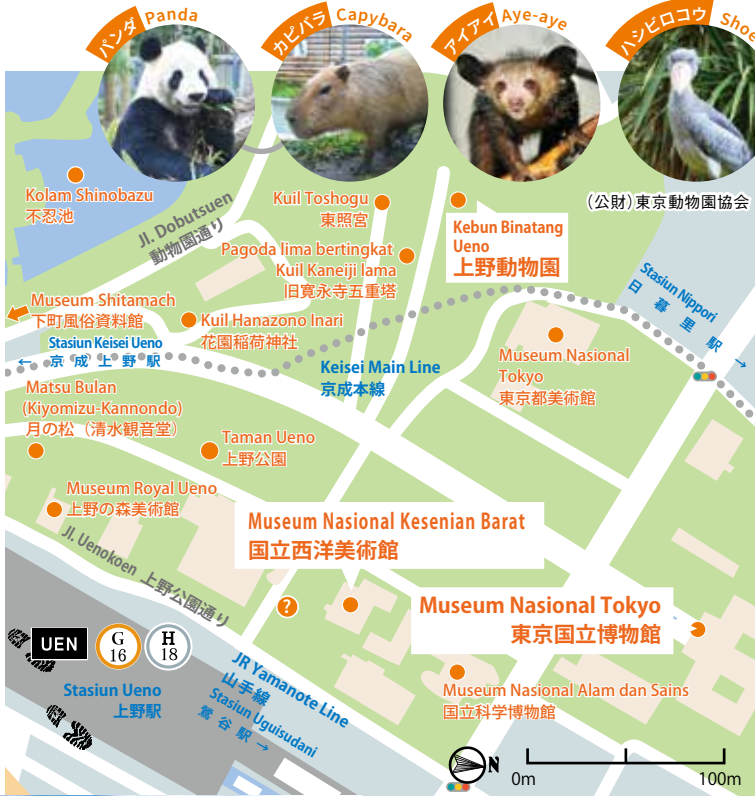 パンダ Panda
カピバラ Capybara
アイアイ Aye-aye
ハシビロコウ Shoe
(公財)東京動物園協会
Kolam Shinobazu
不忍池
Jl. Dobutsuen
動物園通り
Kuil Toshogu
東照宮
Kebun Binatang
Ueno
上野動物園
Pagoda lima bertingkat
Kuil Kaneiji lama
旧寛永寺五重塔
Stasiun Nippori
日暮里駅 →
Museum Shitamach
下町風俗資料館
Kuil Hanazono Inari
花園稲荷神社
Stasiun Keisei Ueno
← 京成上野駅
Keisei Main Line
京成本線
Museum Nasional
Tokyo
東京都美術館
Matsu Bulan
(Kiyomizu-Kannondo)
月の松(清水観音堂)
Taman Ueno
上野公園
Museum Royal Ueno
上野の森美術館
Museum Nasional Kesenian Barat
国立西洋美術館
Jl. Uenokoen 上野公園通り
?
Museum Nasional Tokyo
東京国立博物館
UEN
G
16
H
18
Stasiun Ueno
上野駅
JR Yamanote Line
山手線
Stasiun Uguisudani
鶯谷駅 →
Museum Nasional Alam dan Sains
国立科学博物館
N
0m
100m